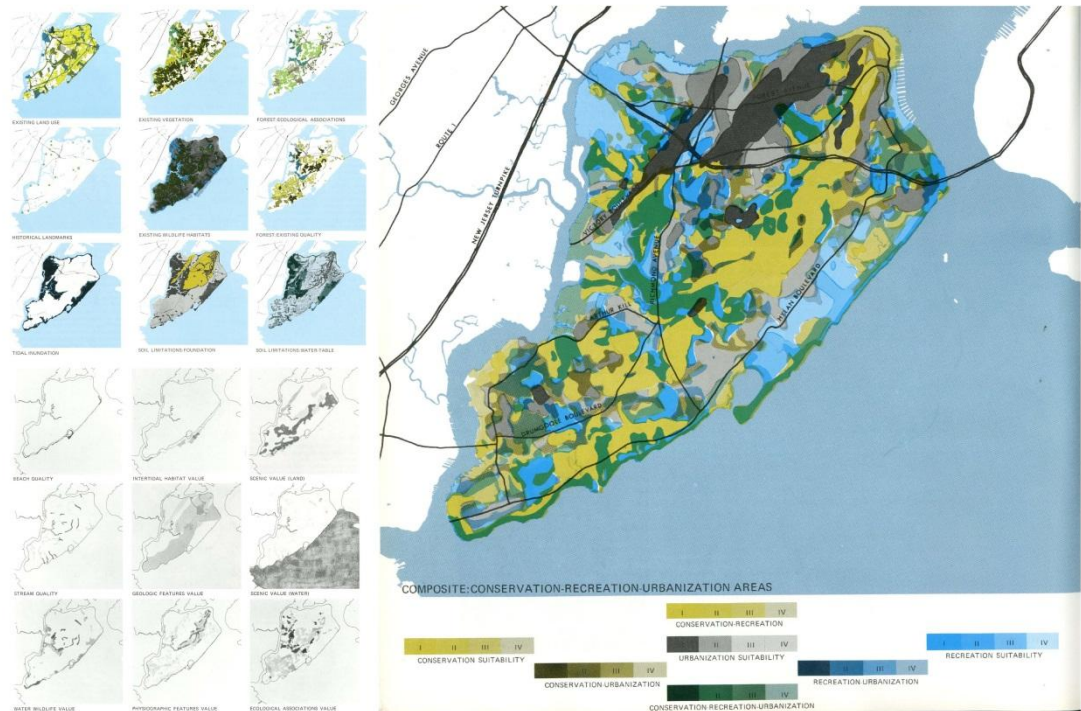 EXISTING LAND USE
EXISTING VEGETATION
FOREST ECOLOGICAL ASSOCIATIONS
HISTORICAL LANDMARKS
EXISTING WILDLIFE HABITATS
FOREST EXISTING QUALITY
TIDAL INUNDATION
SOIL LIMITATIONS:FOUNDATION
SOIL LIMITATIONS:WATER TABLE
BEACH QUALITY
INTERTIDAL HABITAT VALUE
SCENIC VALUE (LAND)
STREAM QUALITY
GEOLOGIC FEATURES VALUE
SCENIC VALUE (WATER)
WATER WILDLIFE VALUE
PHYSIOGRAPHIC FEATURES VALUE
ECOLOGICAL ASSOCIATIONS VALUE
GEORGES AVENUE
ROUTE 1
NEW JERSEY TURNPIKE
VICTORY
RICHMOND AVENUE
HYLAN BOULEVARD
ARTHUR KILL
DRUMGOOLE BOULEVARD
COMPOSITE:CONSERVATION-RECREATION-URBANIZATION AREAS
I II III IV
CONSERVATION-RECREATION
I II III IV
CONSERVATION SUITABILITY
III IV
URBANIZATION SUITABILITY
I II III IV
RECREATION SUITABILITY
III IV
CONSERVATION-URBANIZATION
III IV
RECREATION-URBANIZATION
III IV
CONSERVATION-RECREATION-URBANIZATION